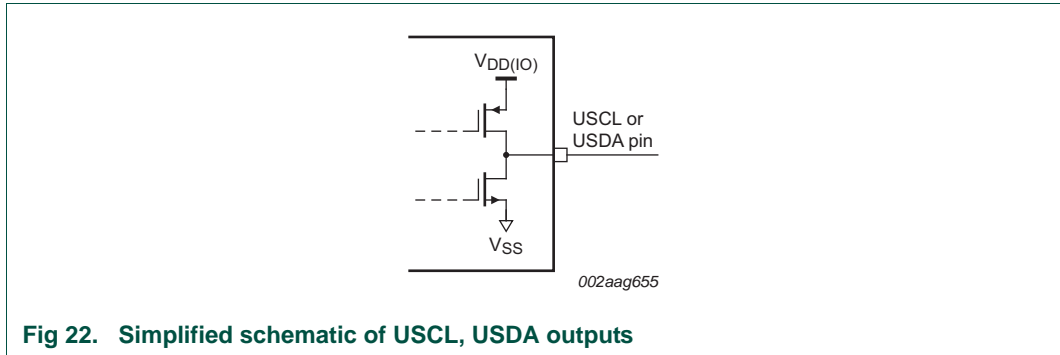 VDD(IO)
USCL or
USDA pin
VSS
002aag655
Fig 22. Simplified schematic of USCL, USDA outputs